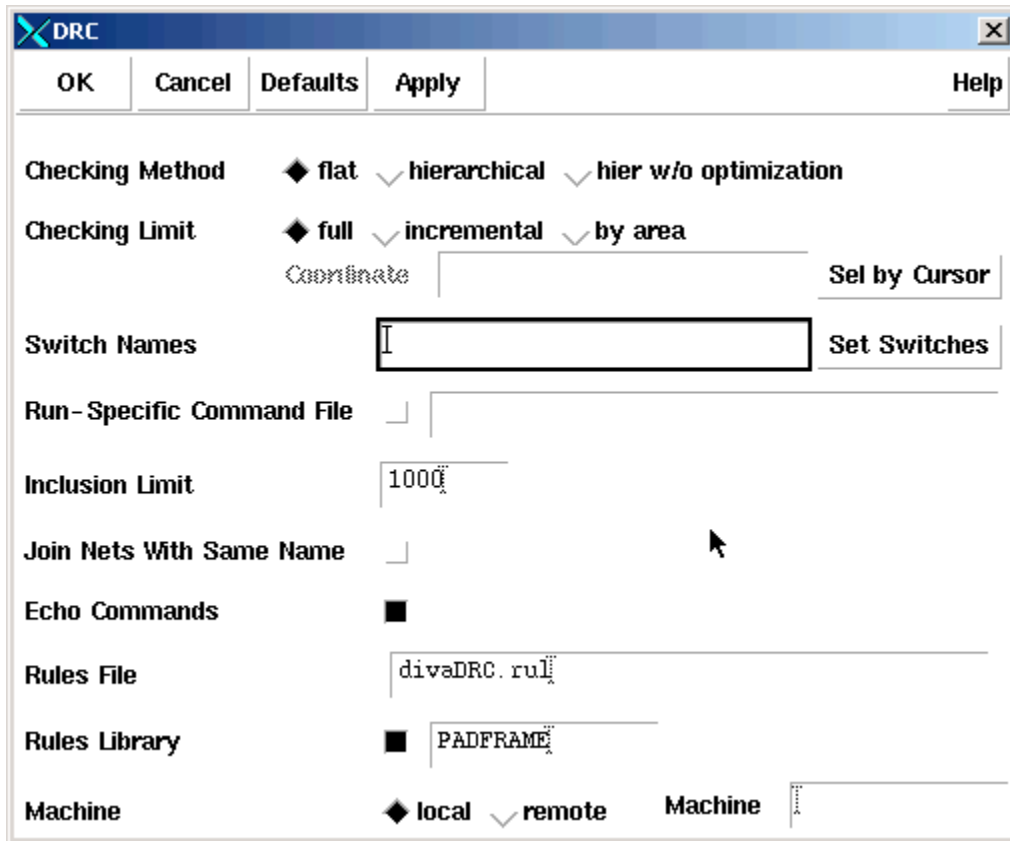 DRC
OK Cancel Defaults Apply Help
Checking Method flat hierarchical hier w/o optimization
Checking Limit full incremental by area
Coordinate Sel by Cursor
Switch Names Set Switches
Run-Specific Command File
Inclusion Limit 1000
Join Nets With Same Name
Echo Commands
Rules File divaDRC.rul
Rules Library PADFRAME
Machine local remote Machine